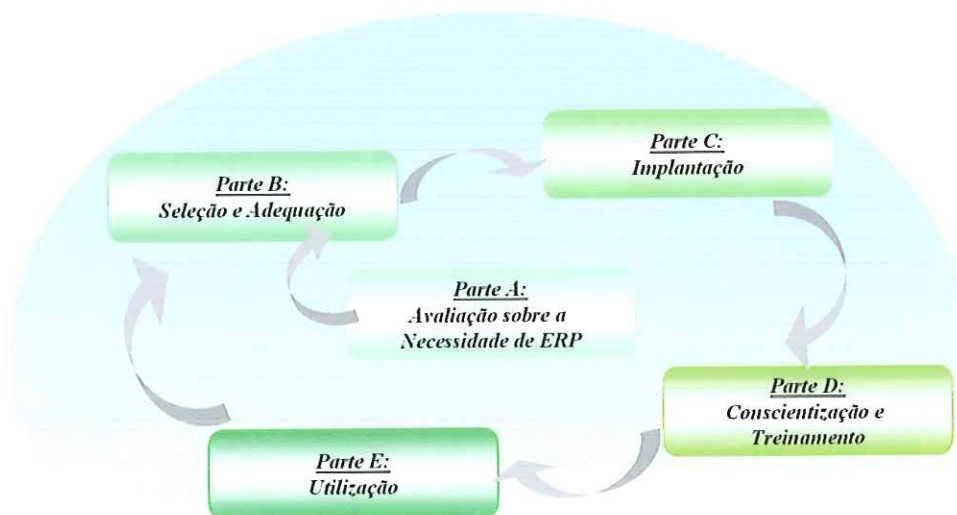 Parte A:
Avaliação sobre a
Necessidade de ERP
Parte B:
Seleção e Adequação
Parte C:
Implantação
Parte D:
Conscientização e
Treinamento
Parte E:
Utilização